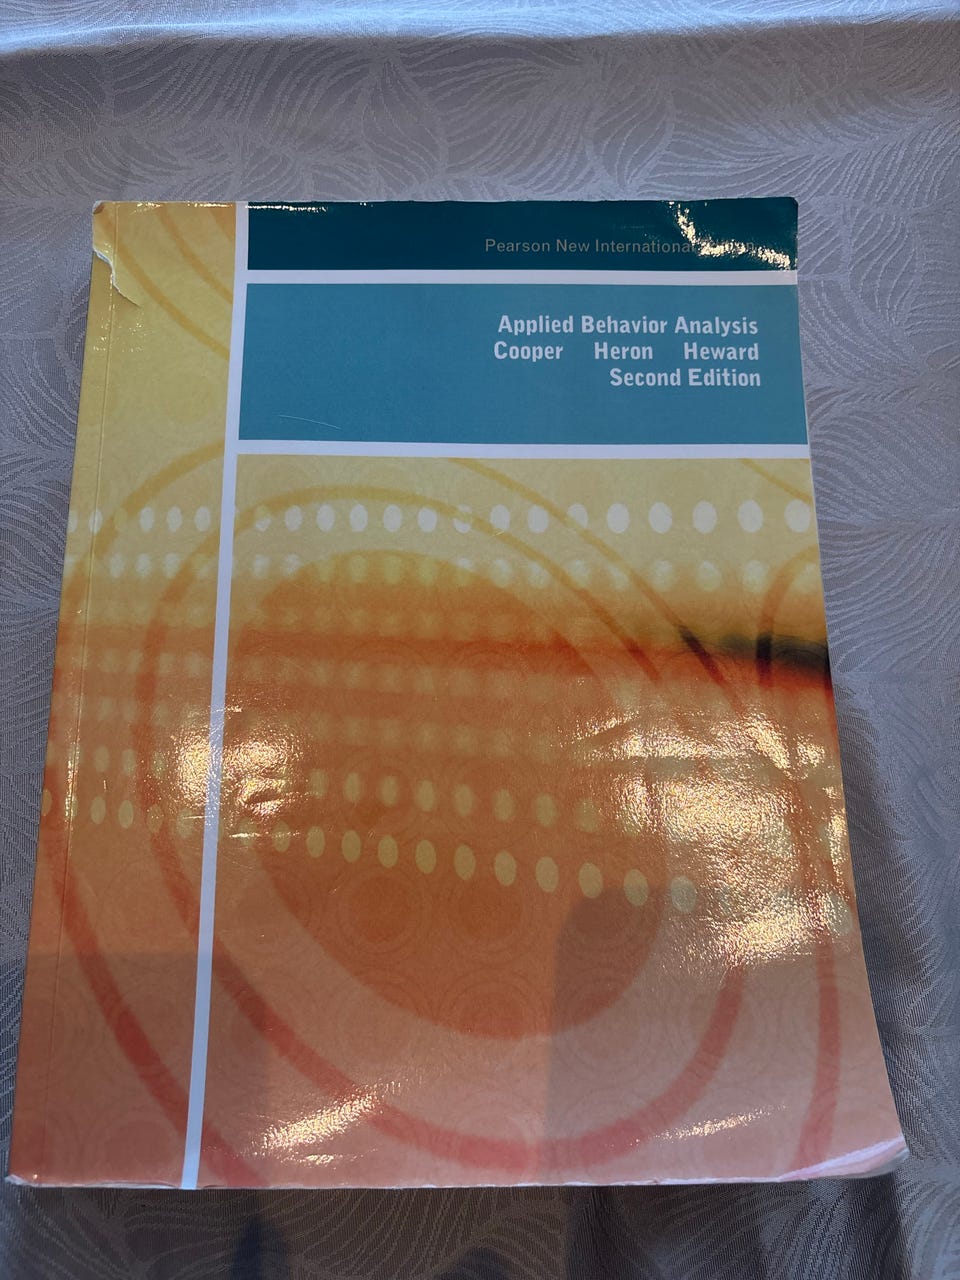 Pearson New International
Applied Behavior Analysis
Cooper Heron Heward
Second Edition